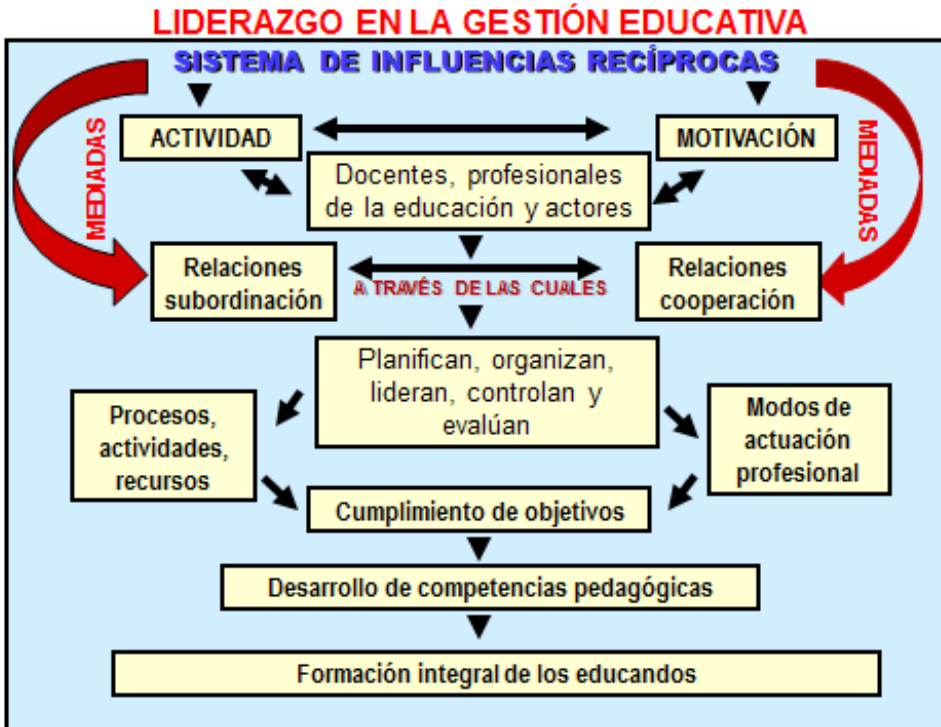 LIDERAZGO EN LA GESTIÓN EDUCATIVA
SISTEMA DE INFLUENCIAS RECÍPROCAS
MEDIADAS
ACTIVIDAD
MOTIVACIÓN
MEDIADAS
Docentes, profesionales
de la educación y actores
Relaciones
subordinación
A TRAVÉS DE LAS CUALES
Relaciones
cooperación
Planifican, organizan,
lideran, controlan y
evalúan
Procesos,
actividades,
recursos
Modos de
actuación
profesional
Cumplimiento de objetivos
Desarrollo de competencias pedagógicas
Formación integral de los educandos